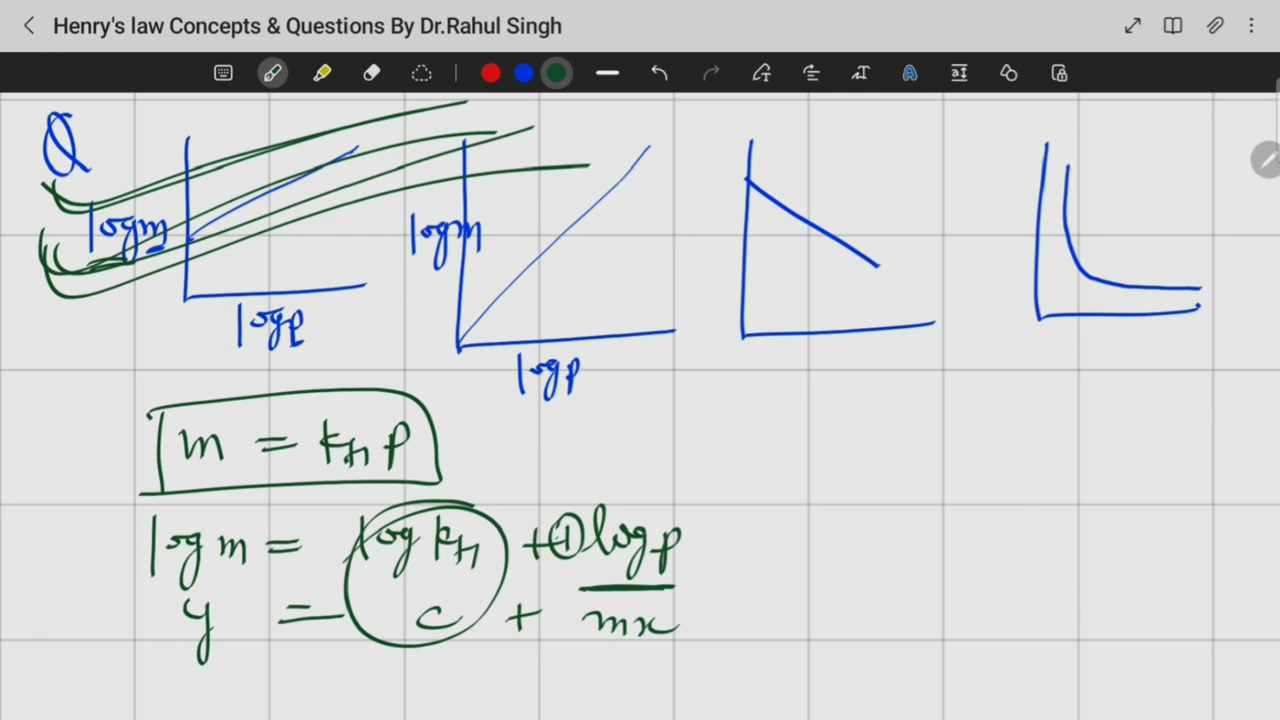 Henry's law Concepts & Questions By Dr.Rahul Singh
Q
log m
log p
log m
log p
m = kH p
log m = log kH + 1 log p
y = c + mx